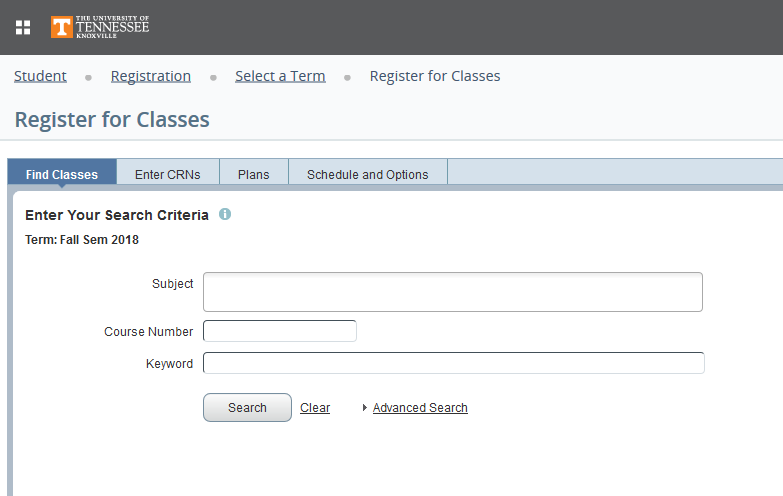 THE UNIVERSITY OF
TENNESSEE
KNOXVILLE
Student • Registration • Select a Term • Register for Classes
Register for Classes
Find Classes Enter CRNs Plans Schedule and Options
Enter Your Search Criteria
Term: Fall Sem 2018
Subject
Course Number
Keyword
Search Clear Advanced Search